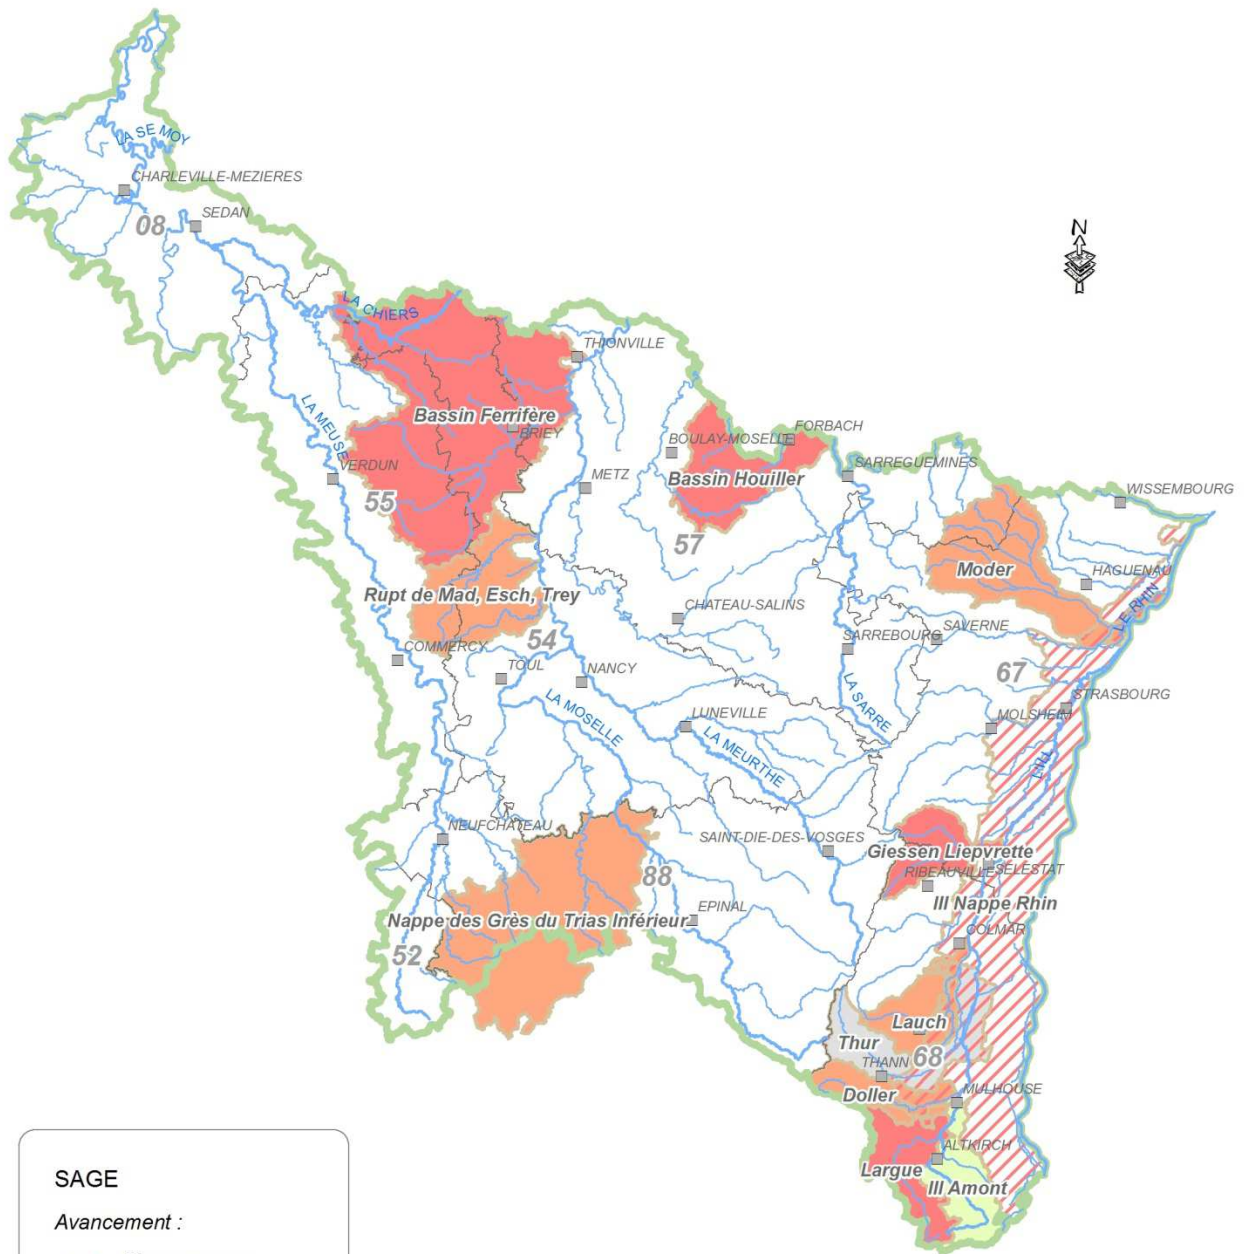 LA SE MOY
CHARLEVILLE-MEZIERES
08
SEDAN
N
LA CHIERS
THIONVILLE
LA MEUSE
Bassin Ferrifère
BRIEY
BOULAY-MOSELLE
FORBACH
Bassin Houiller
SARREGUEMINES
VERDUN
55
METZ
57
WISSEMBOURG
Moder
HAGUENAU
Rupt de Mad, Esch, Trey
LE RHIN
CHATEAU-SALINS
54
COMMERCY
TOUL
NANCY
SARREBOURG
SAVERNE
67
LA SARRE
STRASBOURG
LA MOSELLE
LUNEVILLE
MOLSHEIM
LA MEURTHE
L'ILL
NEUFCHATEAU
SAINT-DIE-DES-VOSGES
Giessen Liepvrette
SELESTAT
RIBEAUVILLE
88
Ill Nappe Rhin
Nappe des Grès du Trias Inférieur
EPINAL
COLMAR
52
Lauch
Thur
68
THANN
Doller
MULHOUSE
ALTKIRCH
Largue
Ill Amont
SAGE
Avancement :